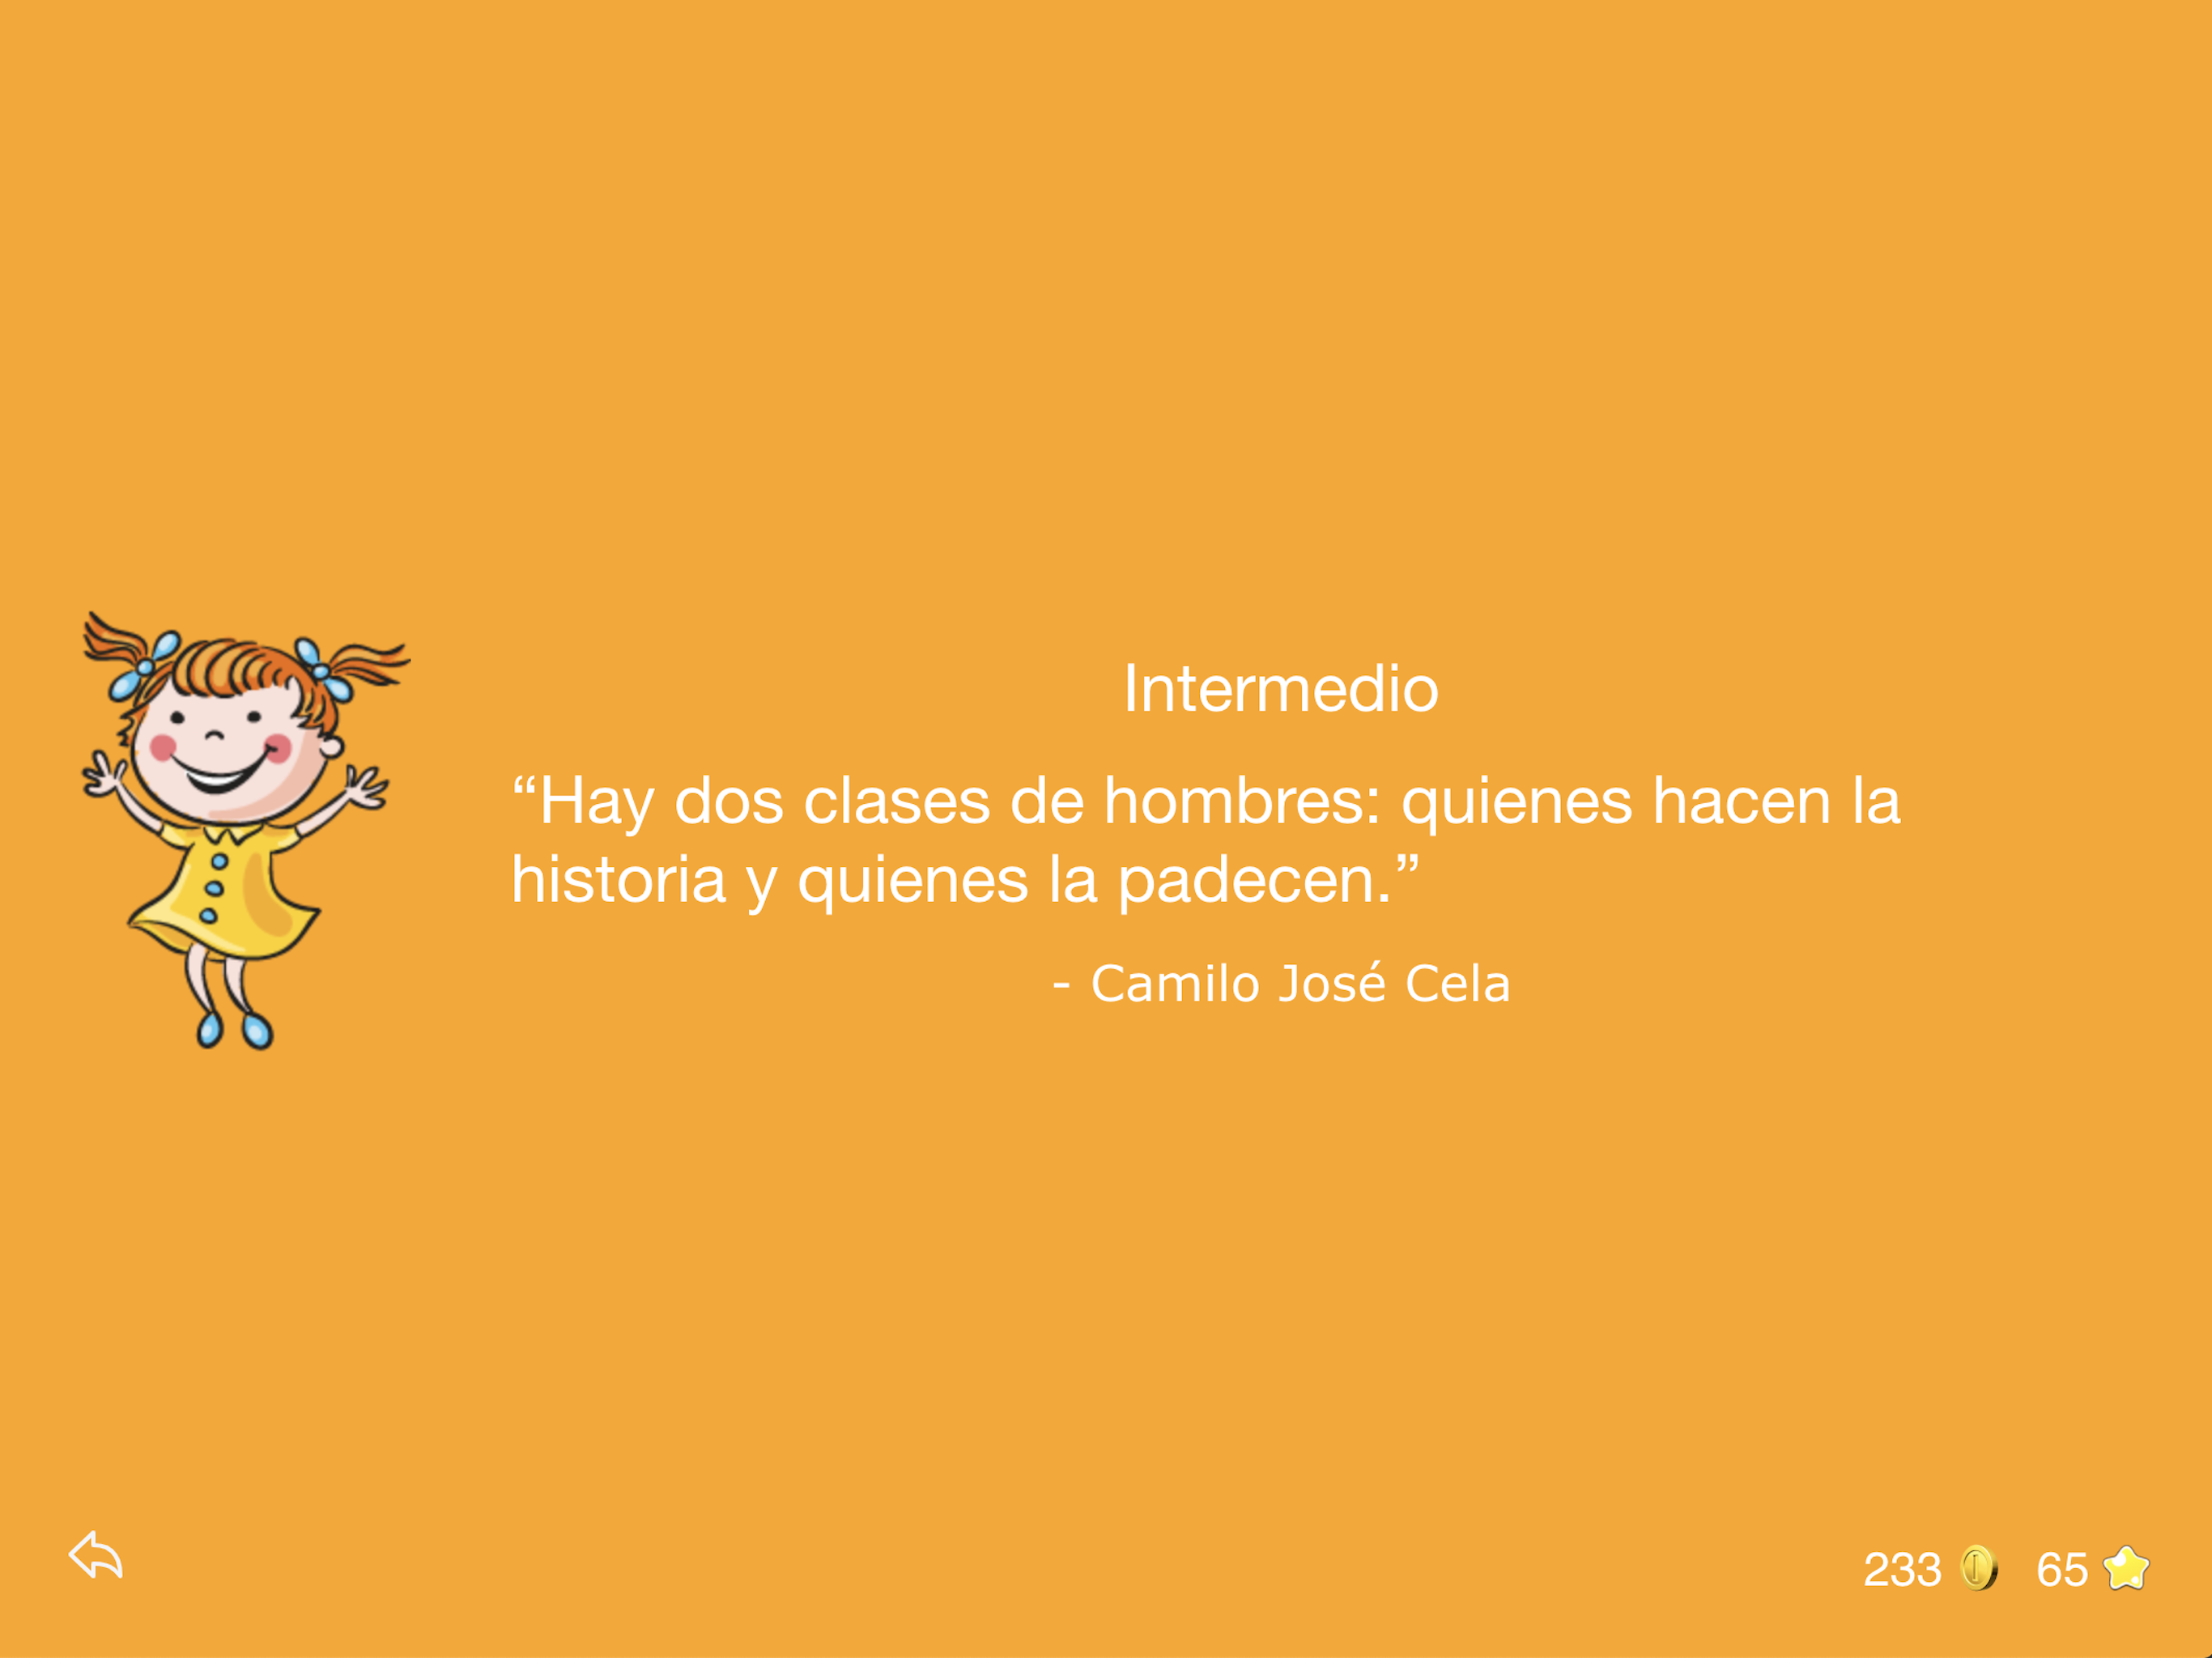 Intermedio
“Hay dos clases de hombres: quienes hacen la
historia y quienes la padecen.”
- Camilo José Cela
233 65